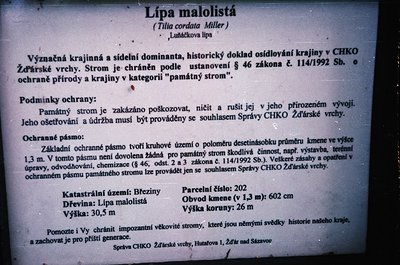 Lípa malolistá
(Tilia cordata Miller)
„Luňáčkova lípa
Význačná krajinná a sídelní dominanta, historický doklad osídlování krajiny v CHKO
Žďárské vrchy. Strom je chráněn podle ustanovení § 46 zákona č. 114/1992 Sb. o
ochraně přírody a krajiny v kategorii "památný strom".
Podmínky ochrany:
Památný strom je zakázáno poškozovat, ničit a rušit jej v jeho přirozeném vývoji.
Jeho ošetřování a údržba musí být prováděny se souhlasem Správy CHKO Žďárské vrchy.
Ochranné pásmo:
Základní ochranné pásmo tvoří kruhové území o poloměru desetinásobku průměru kmene ve výšce
1,3 m. V tomto pásmu není dovolena žádná pro památný strom škodlivá činnost, např. výstavba, terénní
úpravy, odvodňování, chemizace (§ 46, odst. 2 a 3 zákona č. 114/1992 Sb.). Veškeré zásahy a opatření v
ochranném pásmu památného stromu lze provádět jen se souhlasem Správy CHKO Žďárské vrchy.
Katastrální území: Březiny
Parcelní číslo: 202
Dřevina: Lípa malolistá
Obvod kmene (v 1,3 m): 602 cm
Výška: 30,5 m
Výška koruny: 26 m
Pomozte i Vy chránit impozantní věkovité stromy, které jsou němými svědky historie našeho kraje,
a zachovat je pro příští generace.
Správa CHKO Žďárské vrchy, Husova 1, Žďár nad Sázavou